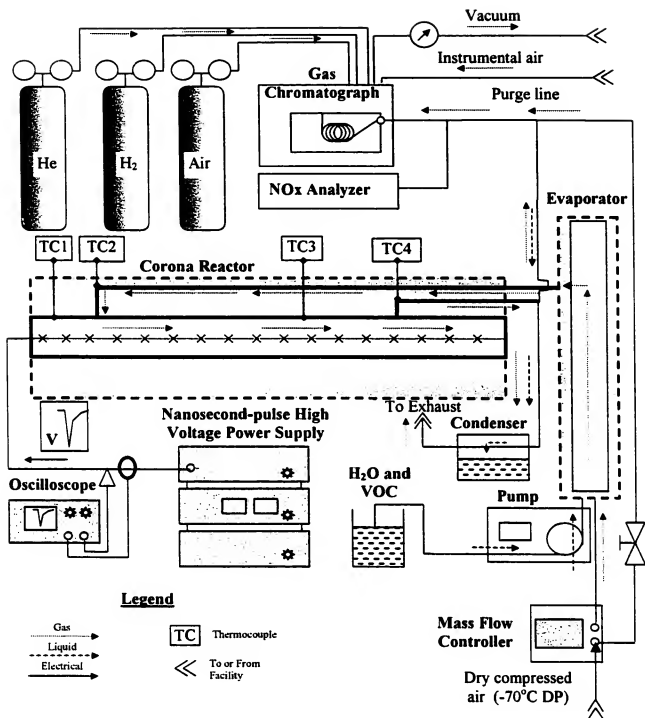 Vacuum
Instrumental air
Gas
Chromatograph
Purge line
He
H₂
Air
NOx Analyzer
Evaporator
TC1
TC2
TC3
TC4
Corona Reactor
To Exhaust
V
Nanosecond-pulse High
Voltage Power Supply
Condenser
Oscilloscope
H₂O and
VOC
Pump
Legend
Gas
Liquid
Electrical
TC
Thermocouple
To or From
Facility
Mass Flow
Controller
Dry compressed
air (-70°C DP)